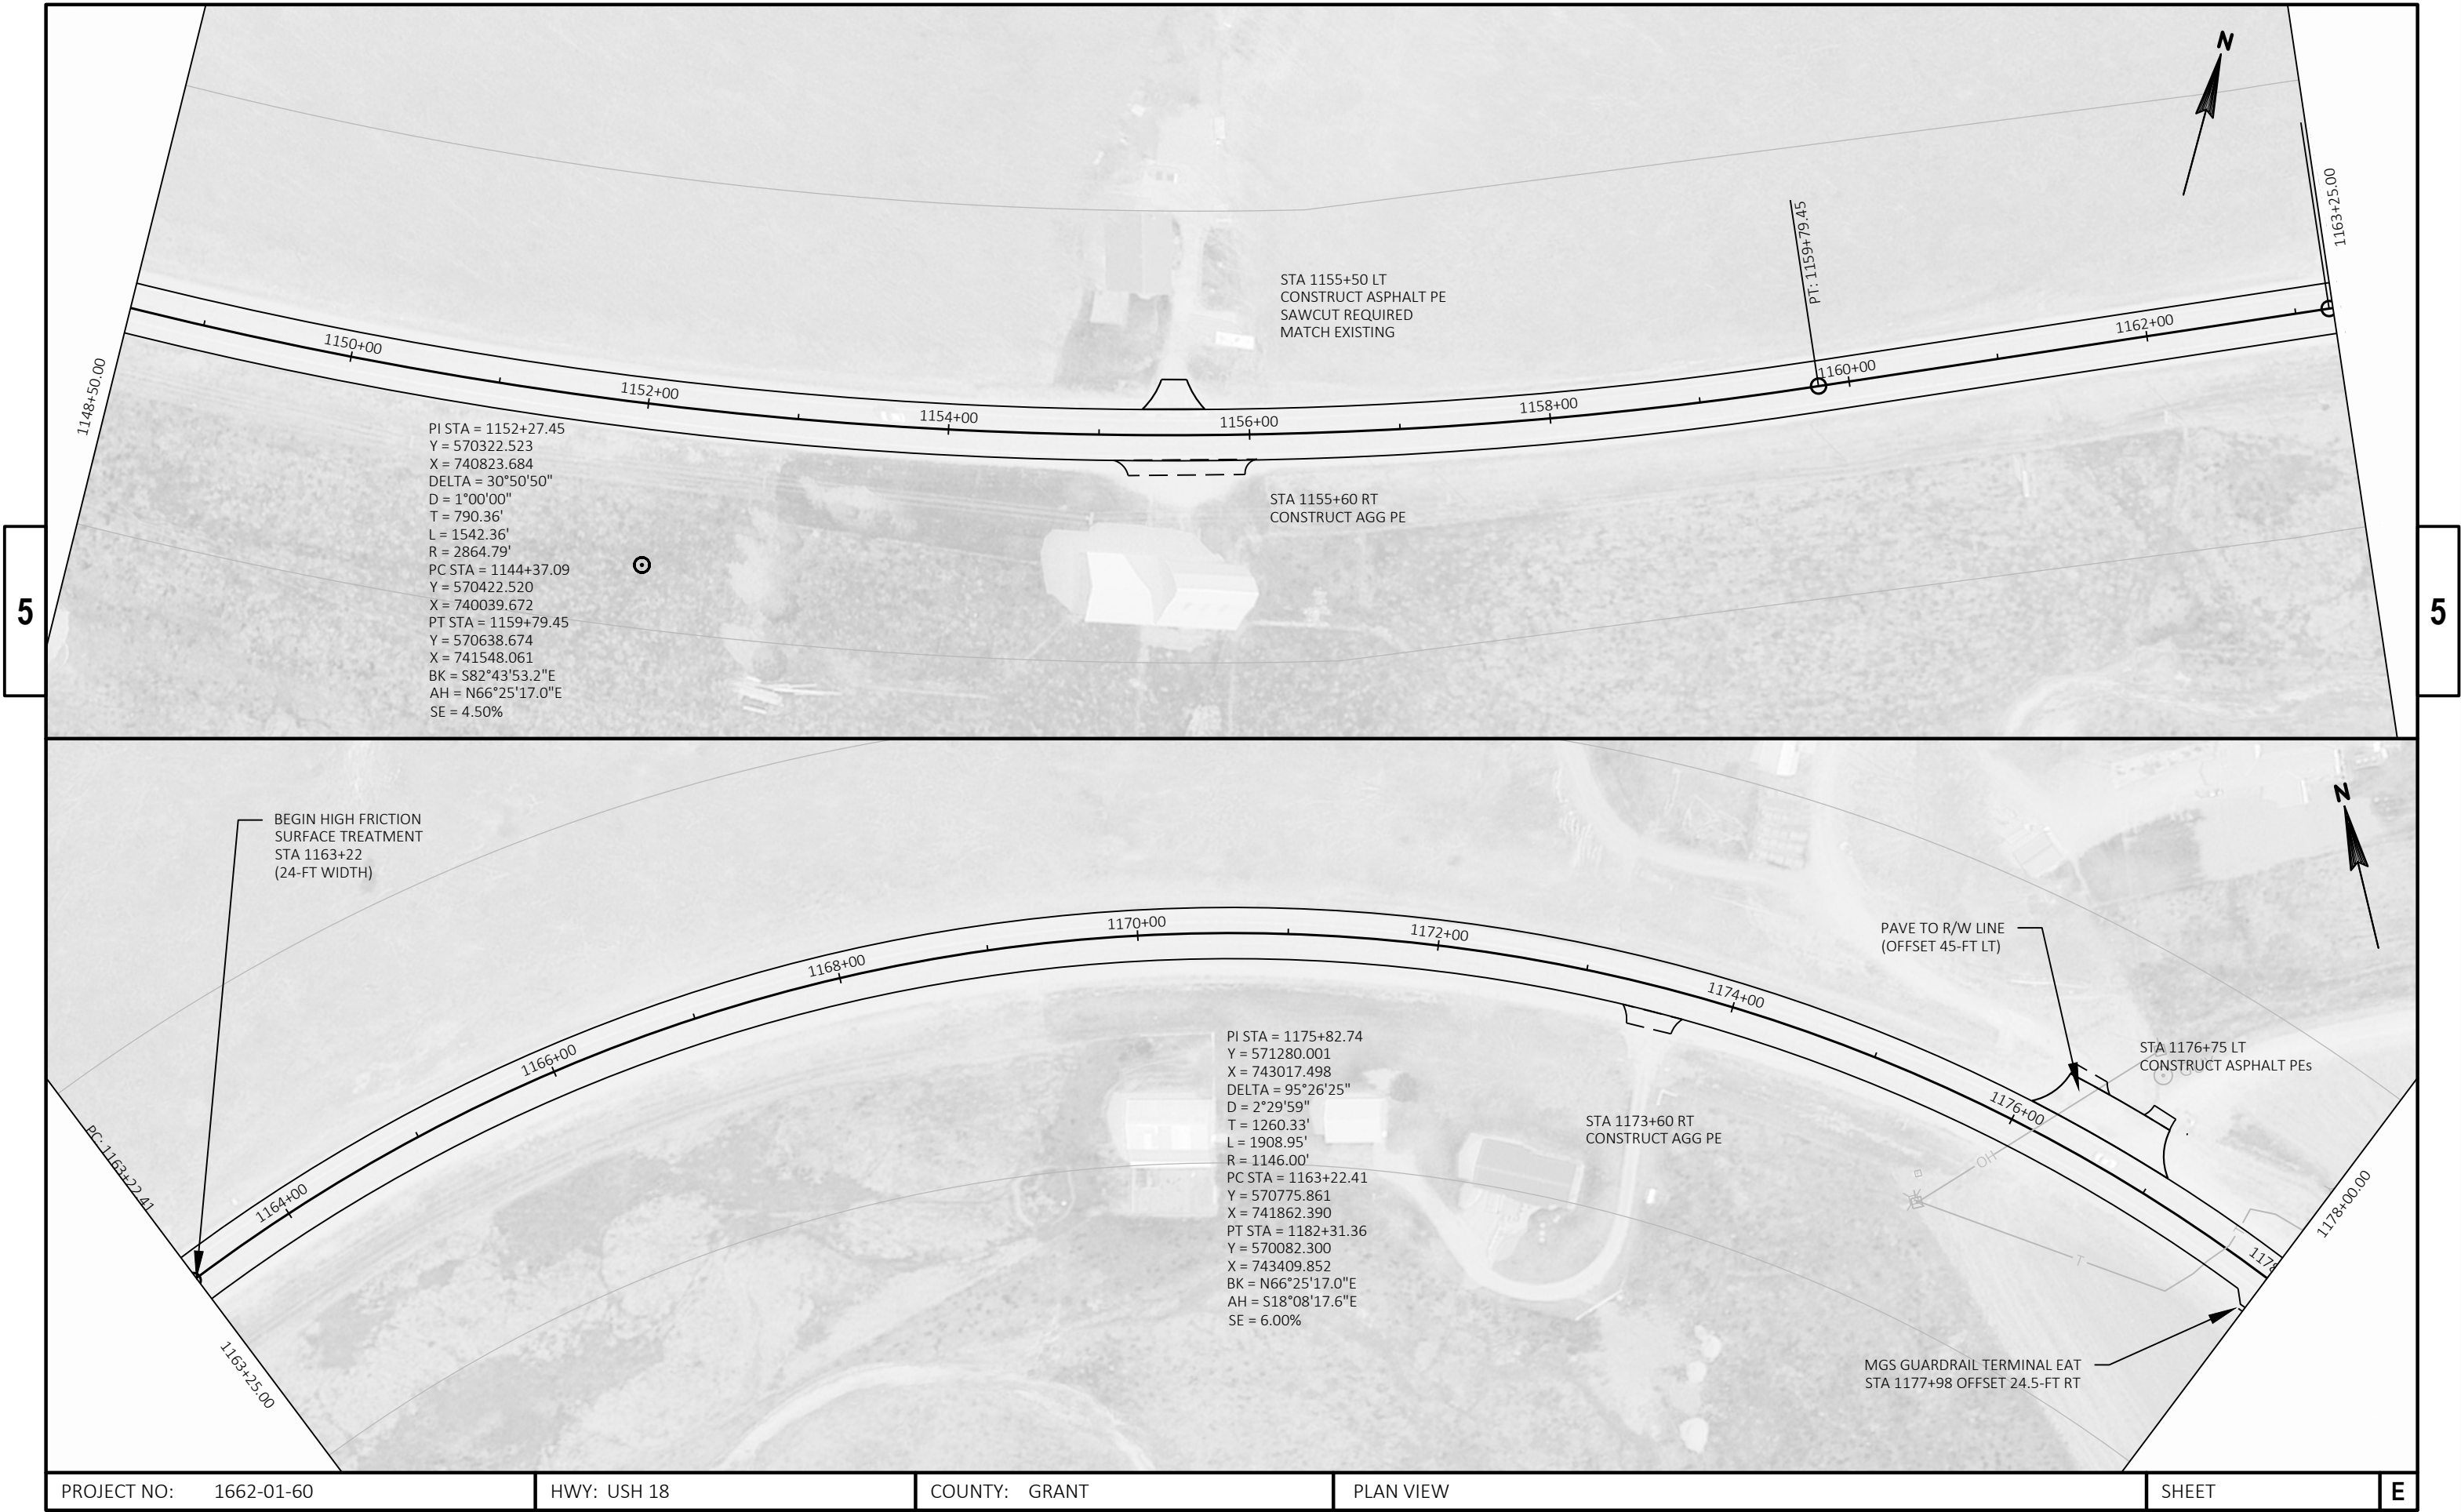 N
1163+25.00
PT: 1159+79.45
STA 1155+50 LT
CONSTRUCT ASPHALT PE
SAWCUT REQUIRED
MATCH EXISTING
1148+50.00
1150+00
1152+00
1154+00
1156+00
1158+00
1160+00
1162+00
PI STA = 1152+27.45
Y = 570322.523
X = 740823.684
DELTA = 30°50'50"
D = 1°00'00"
T = 790.36'
L = 1542.36'
R = 2864.79'
PC STA = 1144+37.09
Y = 570422.520
X = 740039.672
PT STA = 1159+79.45
Y = 570638.674
X = 741548.061
BK = S82°43'53.2"E
AH = N66°25'17.0"E
SE = 4.50%
STA 1155+60 RT
CONSTRUCT AGG PE
5
5
N
BEGIN HIGH FRICTION
SURFACE TREATMENT
STA 1163+22
(24-FT WIDTH)
PC: 1163+22.41
1163+25.00
1164+00
1166+00
1168+00
1170+00
1172+00
1174+00
1176+00
1178
PI STA = 1175+82.74
Y = 571280.001
X = 743017.498
DELTA = 95°26'25"
D = 2°29'59"
T = 1260.33'
L = 1908.95'
R = 1146.00'
PC STA = 1163+22.41
Y = 570775.861
X = 741862.390
PT STA = 1182+31.36
Y = 570082.300
X = 743409.852
BK = N66°25'17.0"E
AH = S18°08'17.6"E
SE = 6.00%
STA 1173+60 RT
CONSTRUCT AGG PE
PAVE TO R/W LINE
(OFFSET 45-FT LT)
STA 1176+75 LT
CONSTRUCT ASPHALT PEs
OH
T
1178+00.00
MGS GUARDRAIL TERMINAL EAT
STA 1177+98 OFFSET 24.5-FT RT
PROJECT NO: 1662-01-60
HWY: USH 18
COUNTY: GRANT
PLAN VIEW
SHEET
E